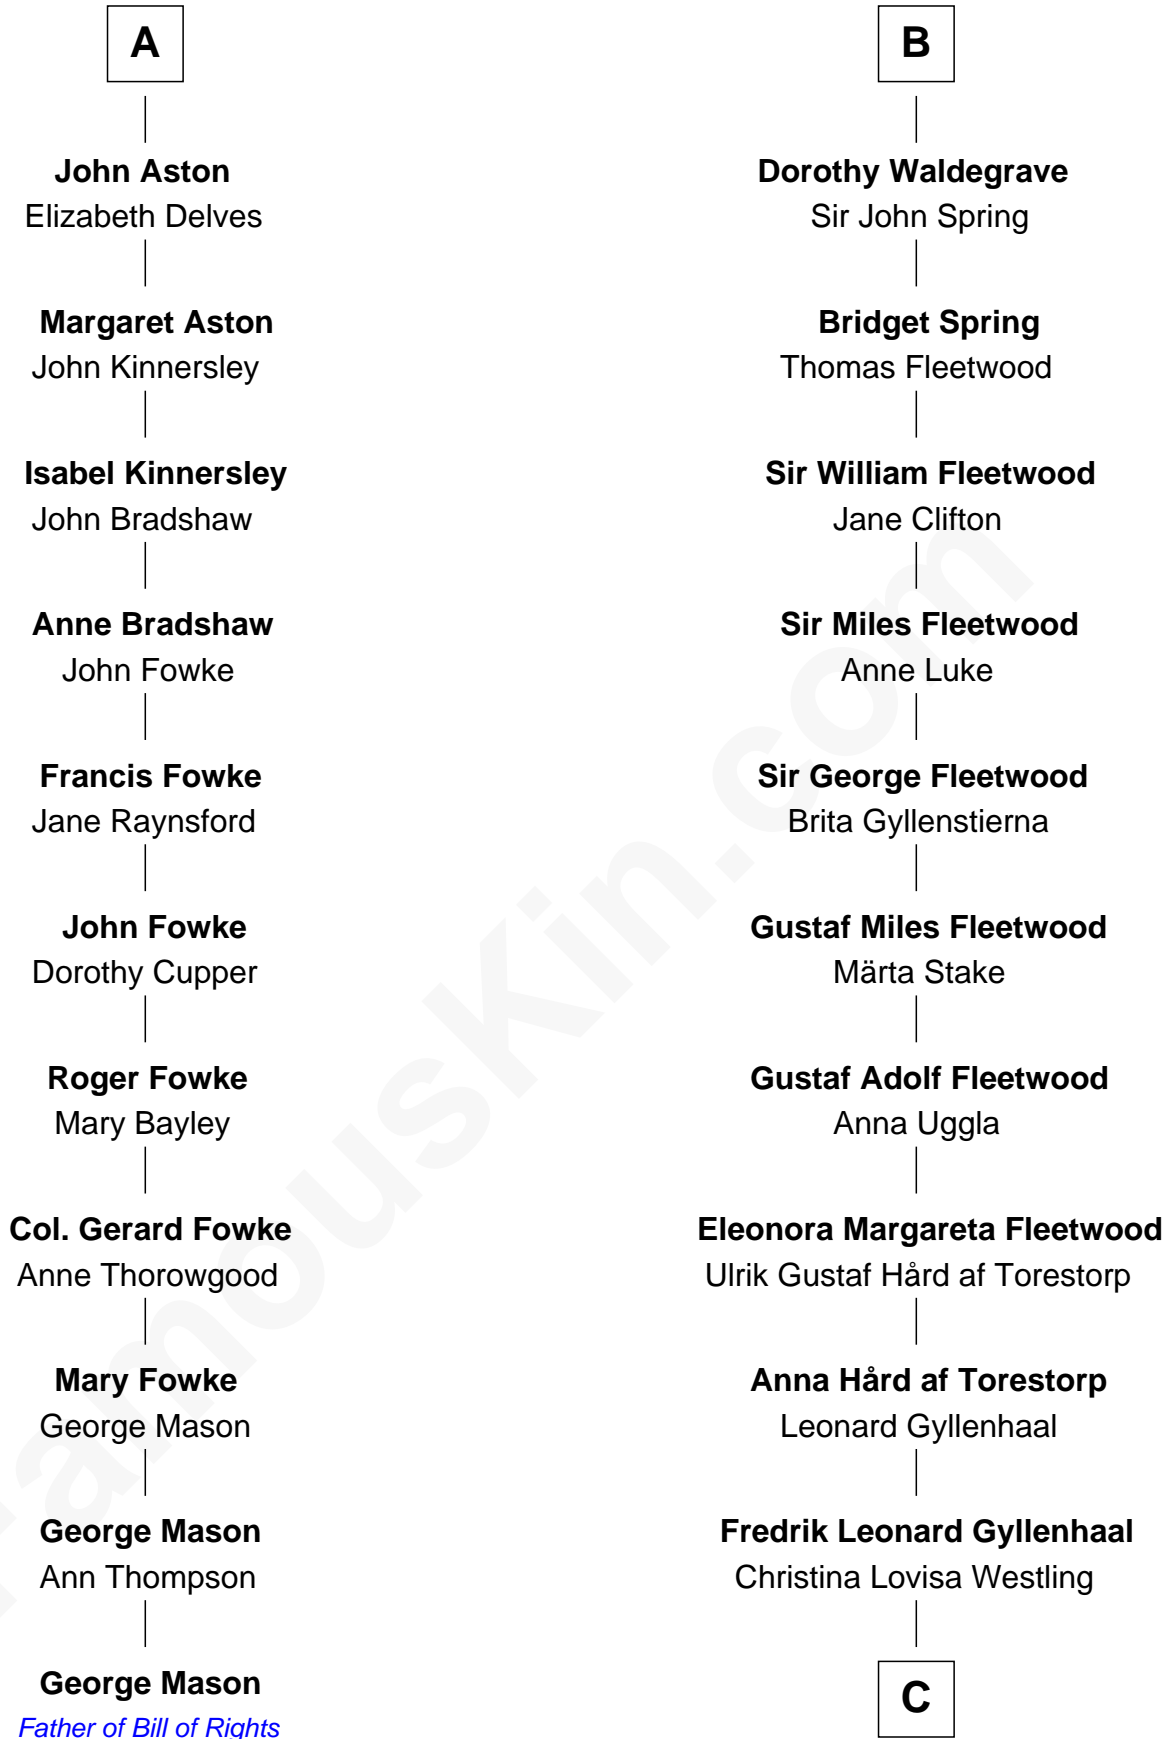 A
John Aston
Elizabeth Delves
Margaret Aston
John Kinnersley
Isabel Kinnersley
John Bradshaw
Anne Bradshaw
John Fowke
Francis Fowke
Jane Raynsford
John Fowke
Dorothy Cupper
Roger Fowke
Mary Bayley
Col. Gerard Fowke
Anne Thorowgood
Mary Fowke
George Mason
George Mason
Ann Thompson
George Mason
Father of Bill of Rights
B
Dorothy Waldegrave
Sir John Spring
Bridget Spring
Thomas Fleetwood
Sir William Fleetwood
Jane Clifton
Sir Miles Fleetwood
Anne Luke
Sir George Fleetwood
Brita Gyllenstierna
Gustaf Miles Fleetwood
Märta Stake
Gustaf Adolf Fleetwood
Anna Uggla
Eleonora Margareta Fleetwood
Ulrik Gustaf Hård af Torestorp
Anna Hård af Torestorp
Leonard Gyllenhaal
Fredrik Leonard Gyllenhaal
Christina Lovisa Westling
C
FamousKin.com